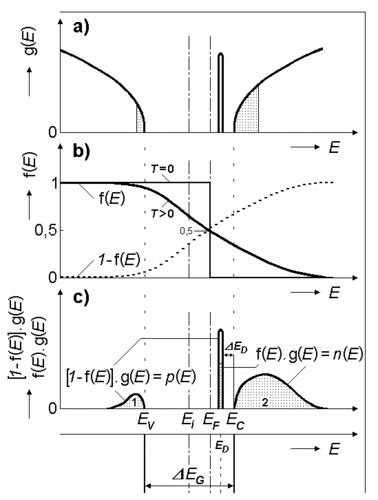 a)
g(E)
0
E
b)
f(E)
1
T=0
f(E)
T>0
0,5
0,5
1-f(E)
0
E
c)
[1-f(E)].g(E)
f(E).g(E)
ΔE_D
f(E).g(E)=n(E)
[1-f(E)].g(E)=p(E)
1
2
0
E_V E_i E_F E_C E
E_D
E
ΔE_G